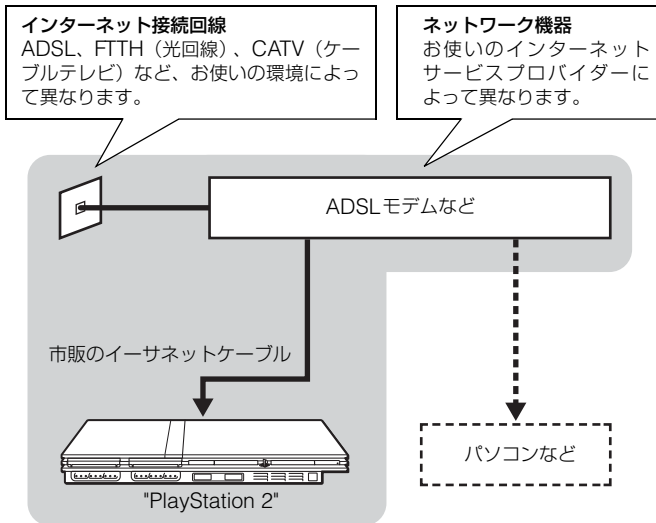 インターネット接続回線
ADSL、FTTH（光回線）、CATV（ケー
ブルテレビ）など、お使いの環境によっ
て異なります。
ネットワーク機器
お使いのインターネット
サービスプロバイダーに
よって異なります。
ADSLモデムなど
市販のイーサネットケーブル
パソコンなど
"PlayStation 2"